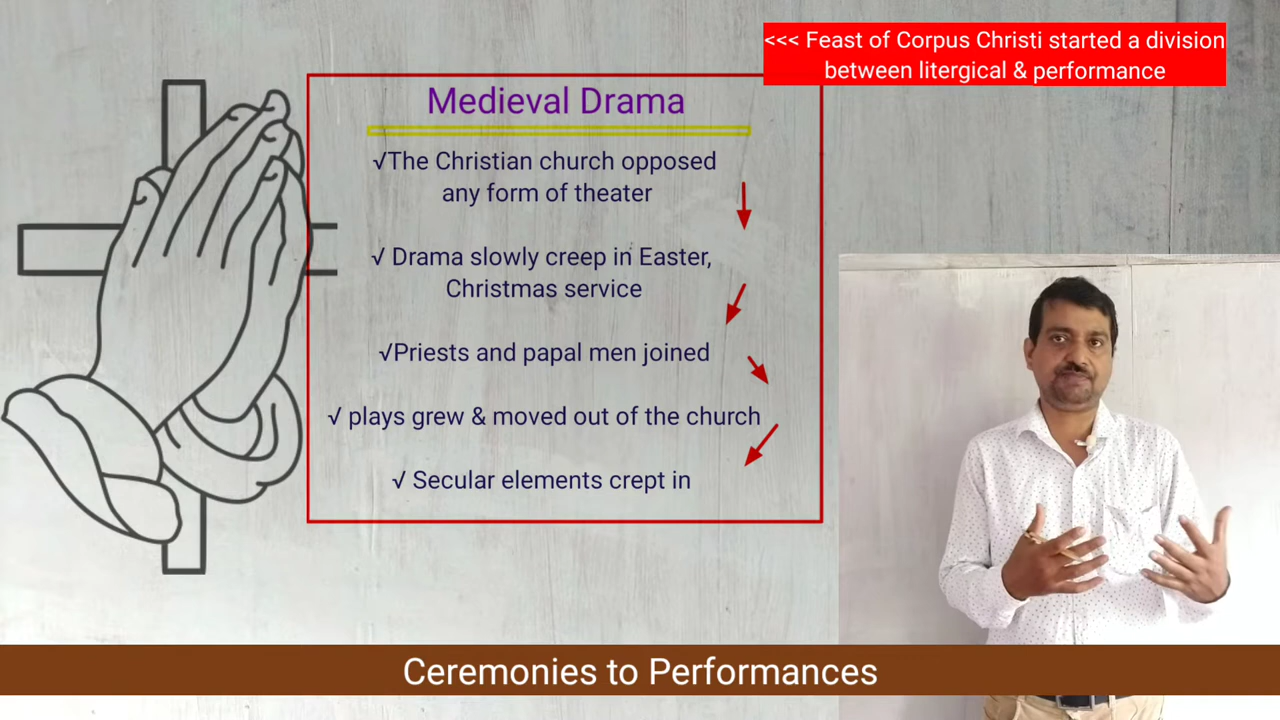 <<< Feast of Corpus Christi started a division
between litergical & performance
Medieval Drama
√The Christian church opposed
any form of theater
√ Drama slowly creep in Easter,
Christmas service
√Priests and papal men joined
√ plays grew & moved out of the church
√ Secular elements crept in
Ceremonies to Performances